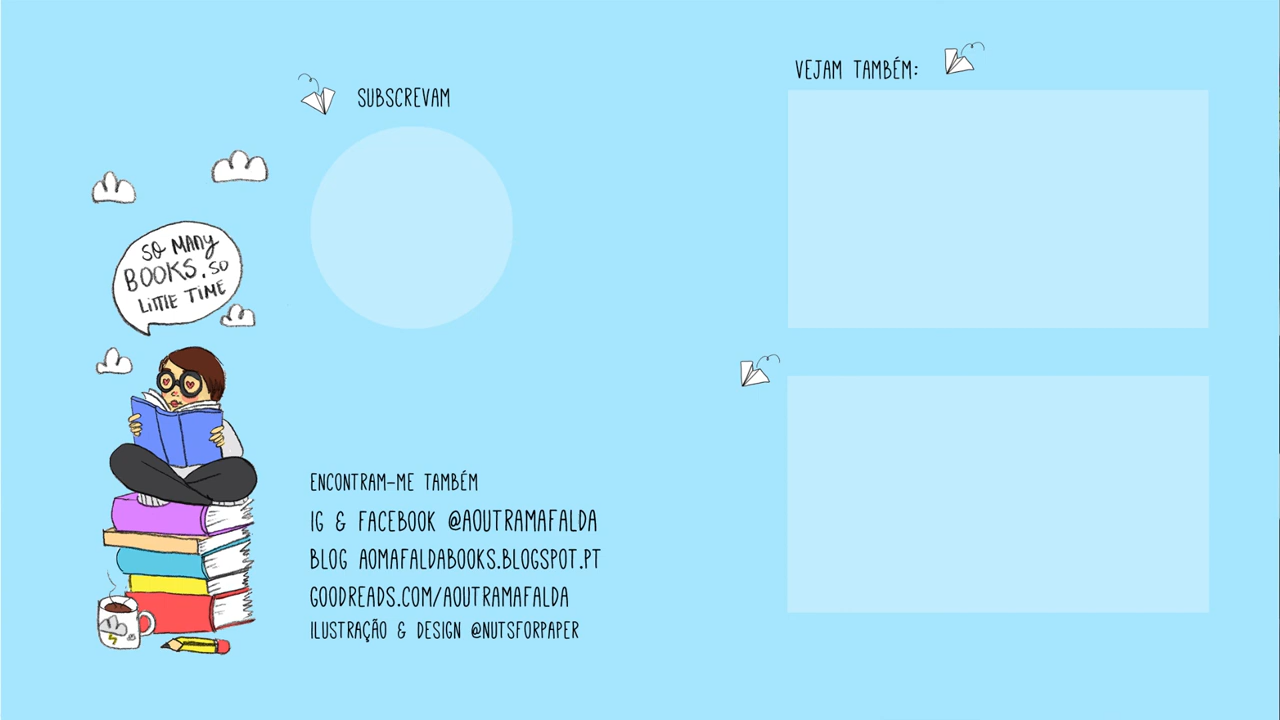 SUBSCREVAM
VEJAM TAMBÉM:
SO MANY
BOOKS, SO
LITTLE TIME
ENCONTRAM-ME TAMBÉM
IG & FACEBOOK @AOUTRAMAFALDA
BLOG AOMAFALDABOOKS.BLOGSPOT.PT
GOODREADS.COM/AOUTRAMAFALDA
ILUSTRAÇÃO & DESIGN @NUTSFORPAPER